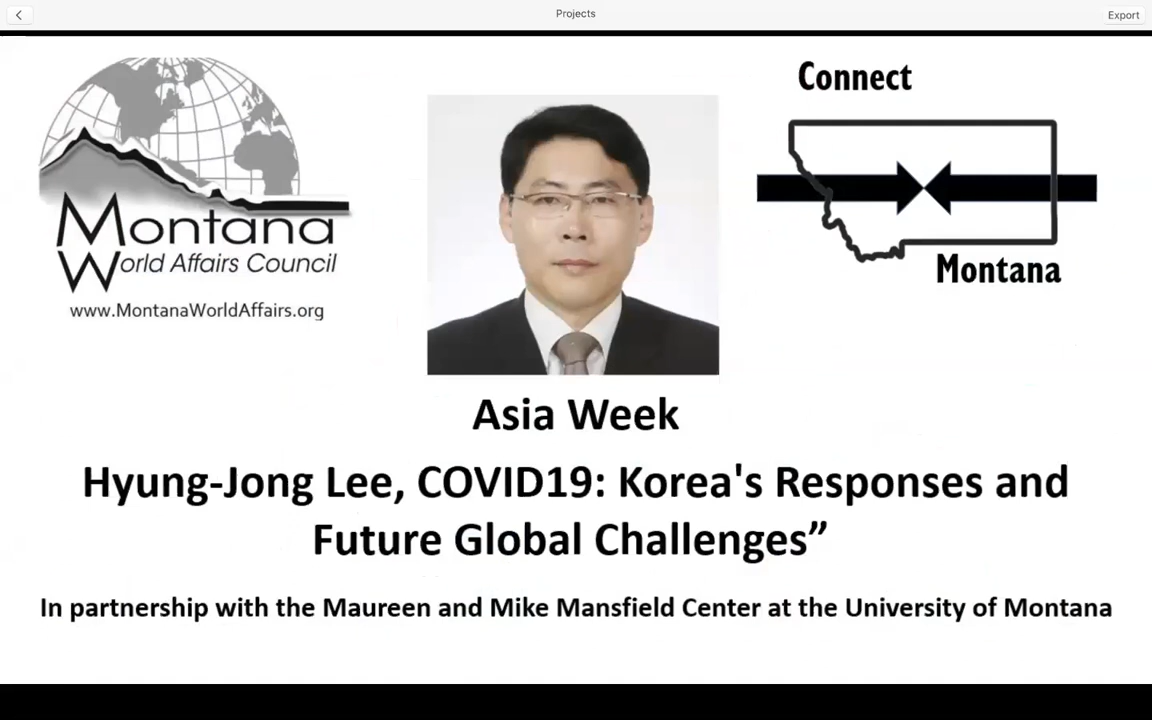 Projects
Export
Montana
World Affairs Council
www.MontanaWorldAffairs.org
Connect
Montana
Asia Week
Hyung-Jong Lee, COVID19: Korea's Responses and
Future Global Challenges”
In partnership with the Maureen and Mike Mansfield Center at the University of Montana